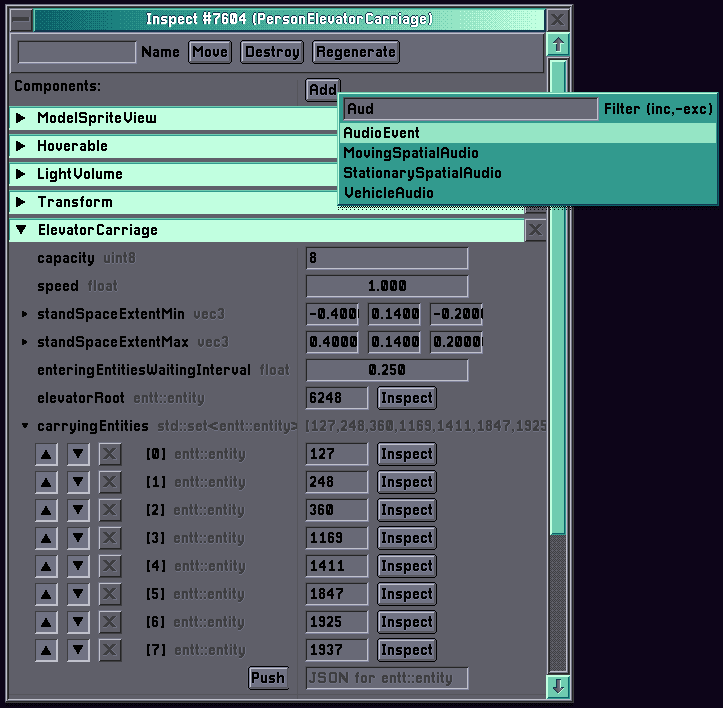 Inspect #7604 (PersonElevatorCarriage)
Name Move Destroy Regenerate
Components: Add
Aud Filter (inc,-exc)
AudioEvent
MovingSpatialAudio
StationarySpatialAudio
VehicleAudio
ModelSpriteView
Hoverable
LightVolume
Transform
ElevatorCarriage
capacity uint8 8
speed float 1.000
standSpaceExtentMin vec3 -0.400 0.1400 -0.200
standSpaceExtentMax vec3 0.4000 0.1400 0.2000
enteringEntitiesWaitingInterval float 0.250
elevatorRoot entt::entity 6248 Inspect
carryingEntities std::set<entt::entity> [127,248,360,1169,1411,1847,1925
[0] entt::entity 127 Inspect
[1] entt::entity 248 Inspect
[2] entt::entity 360 Inspect
[3] entt::entity 1169 Inspect
[4] entt::entity 1411 Inspect
[5] entt::entity 1847 Inspect
[6] entt::entity 1925 Inspect
[7] entt::entity 1937 Inspect
Push JSON for entt::entity